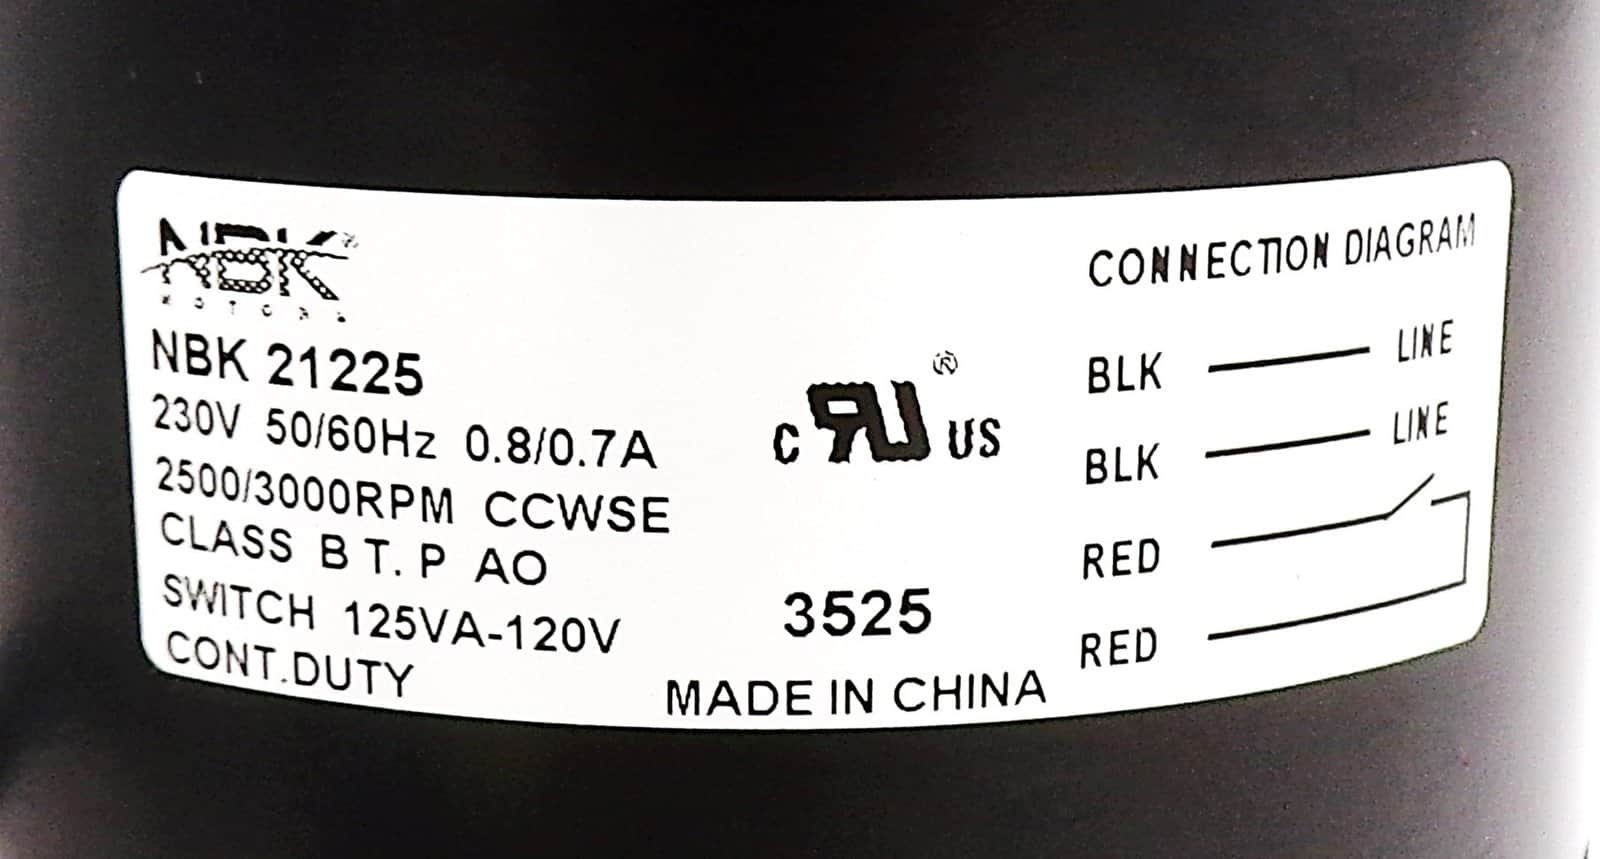 NBK
MOTORS
NBK 21225
230V 50/60Hz 0.8/0.7A
2500/3000RPM CCWSE
CLASS B T.P AO
SWITCH 125VA-120V
CONT.DUTY
c RU ® US
3525
MADE IN CHINA
CONNECTION DIAGRAM
BLK LINE
BLK LINE
RED
RED